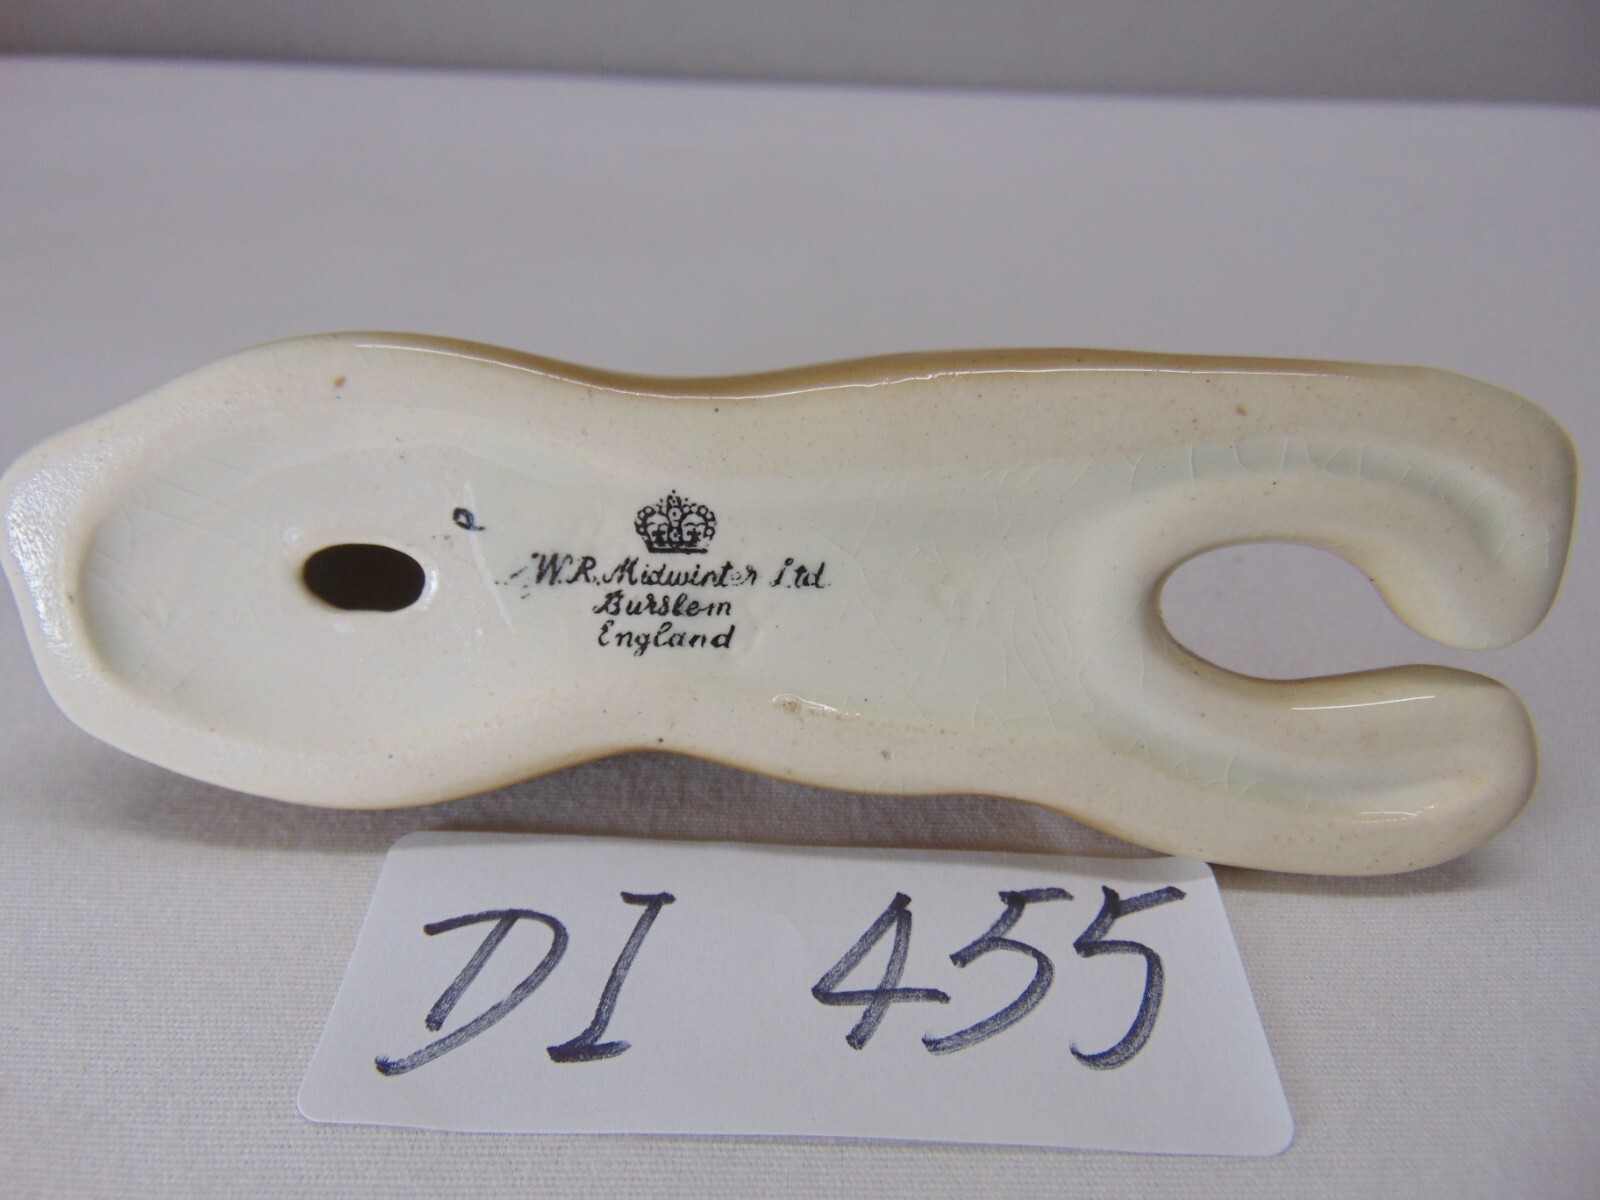 W.R. Midwinter Ltd.
Burslem
England
DI 455